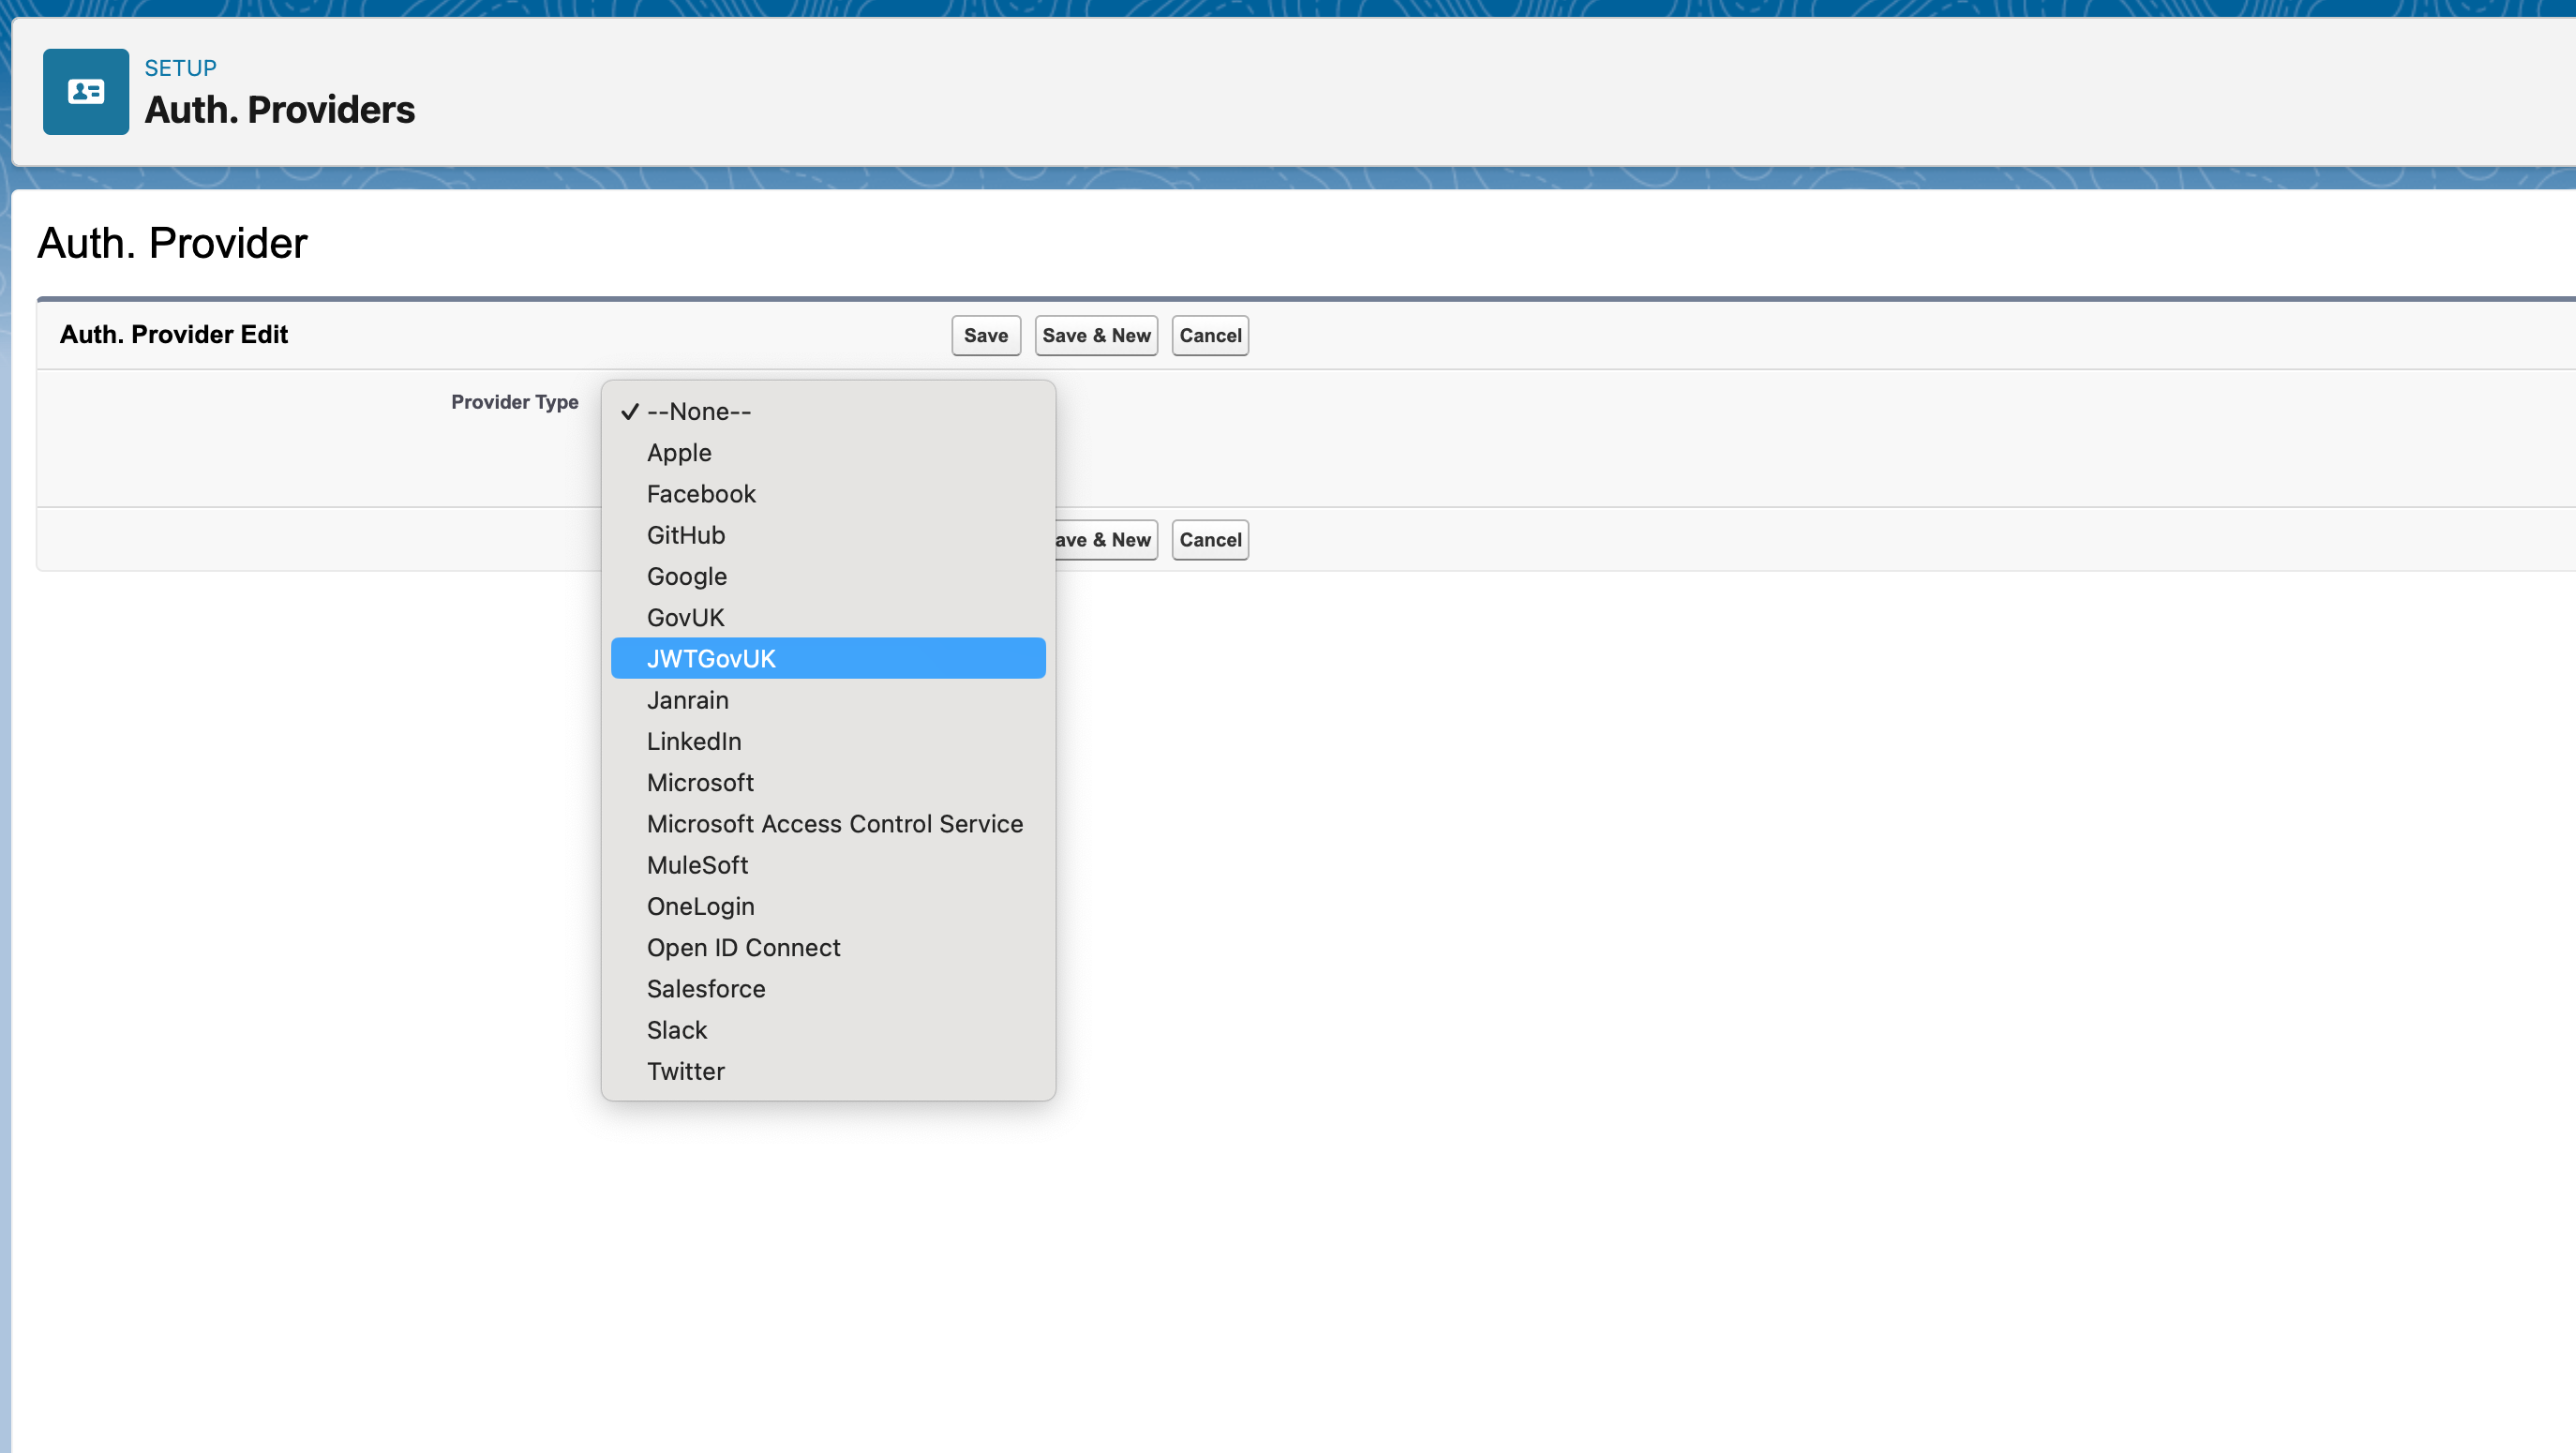 SETUP
Auth. Providers
Auth. Provider
Auth. Provider Edit
Save
Save & New
Cancel
Provider Type
--None--
Apple
Facebook
GitHub
Google
GovUK
JWTGovUK
Janrain
LinkedIn
Microsoft
Microsoft Access Control Service
MuleSoft
OneLogin
Open ID Connect
Salesforce
Slack
Twitter
ave & New
Cancel